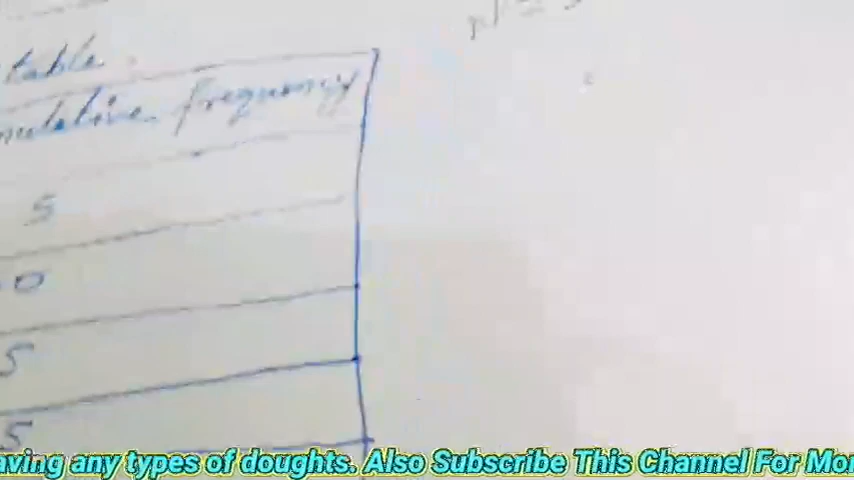 table.
mulative frequency
5
0
5
5
aving any types of doughts. Also Subscribe This Channel For Mor